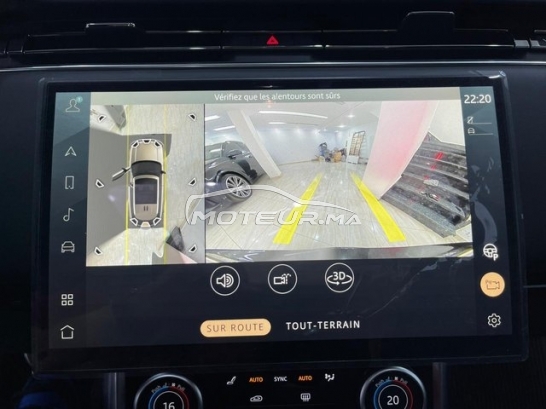 Vérifiez que les alentours sont sûrs
22:20
MOTEUR.MA
3D
P
SUR ROUTE
TOUT-TERRAIN
AUTO
SYNC
AUTO
16
20